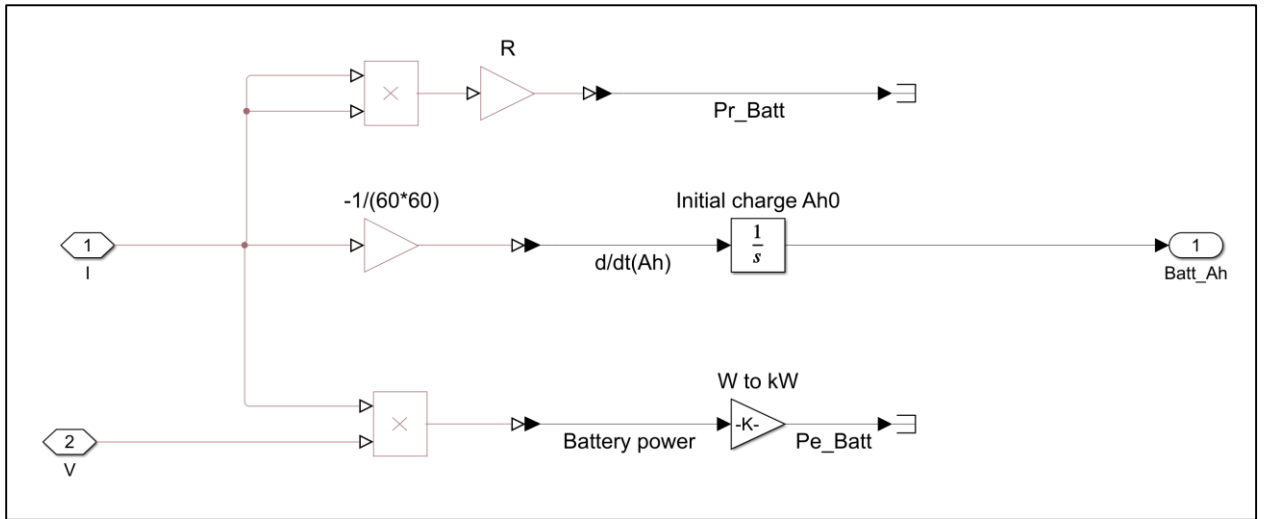 R
×
Pr_Batt
-1/(60*60)
Initial charge Ah0
1
I
d/dt(Ah)
1
s
1
Batt_Ah
W to kW
×
2
V
Battery power
-K-
Pe_Batt